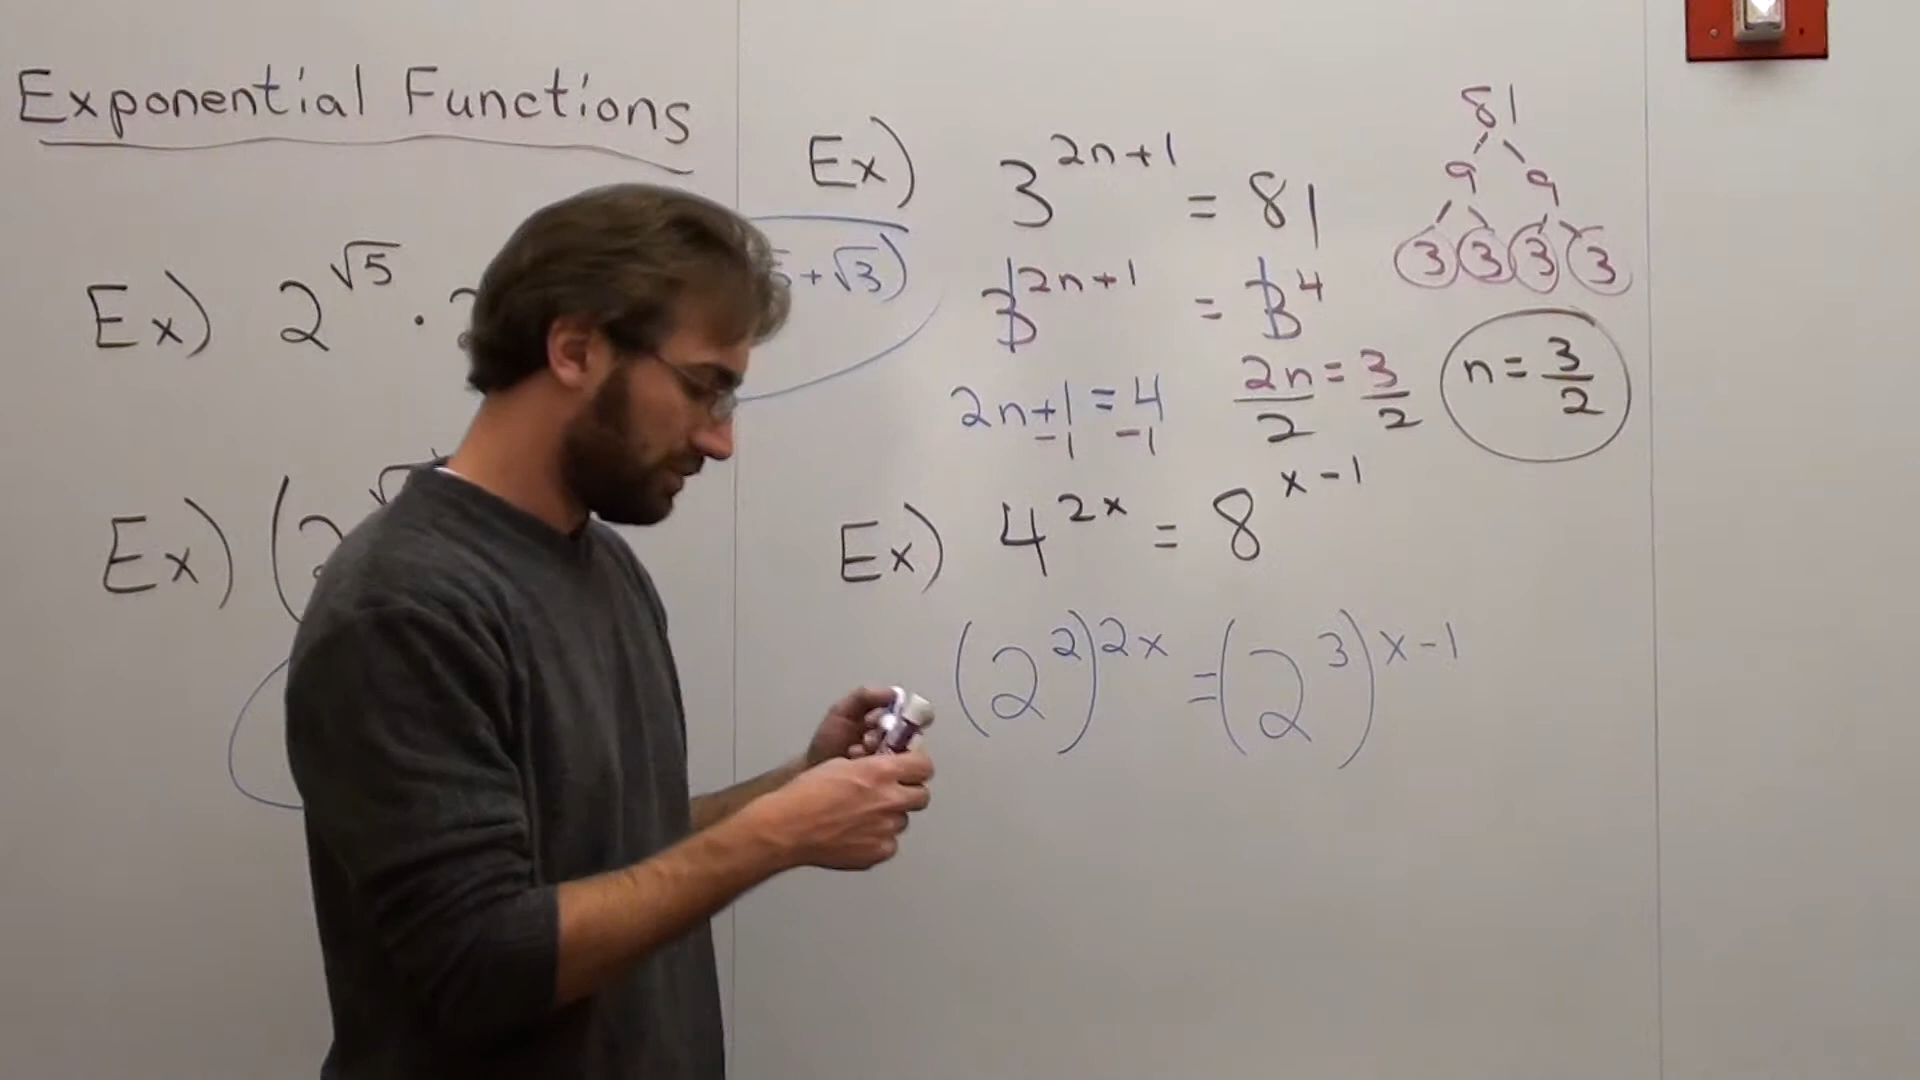 Exponential Functions
Ex) 2^√5 ·
+ √3)
Ex) (2^√
Ex) 3^(2n+1) = 81
3^(2n+1) = 3^4
2n+1 = 4
-1 -1
2n = 3
2 2
n = 3/2
81
9 9
3 3 3 3
Ex) 4^(2x) = 8^(x-1)
(2^2)^(2x) = (2^3)^(x-1)